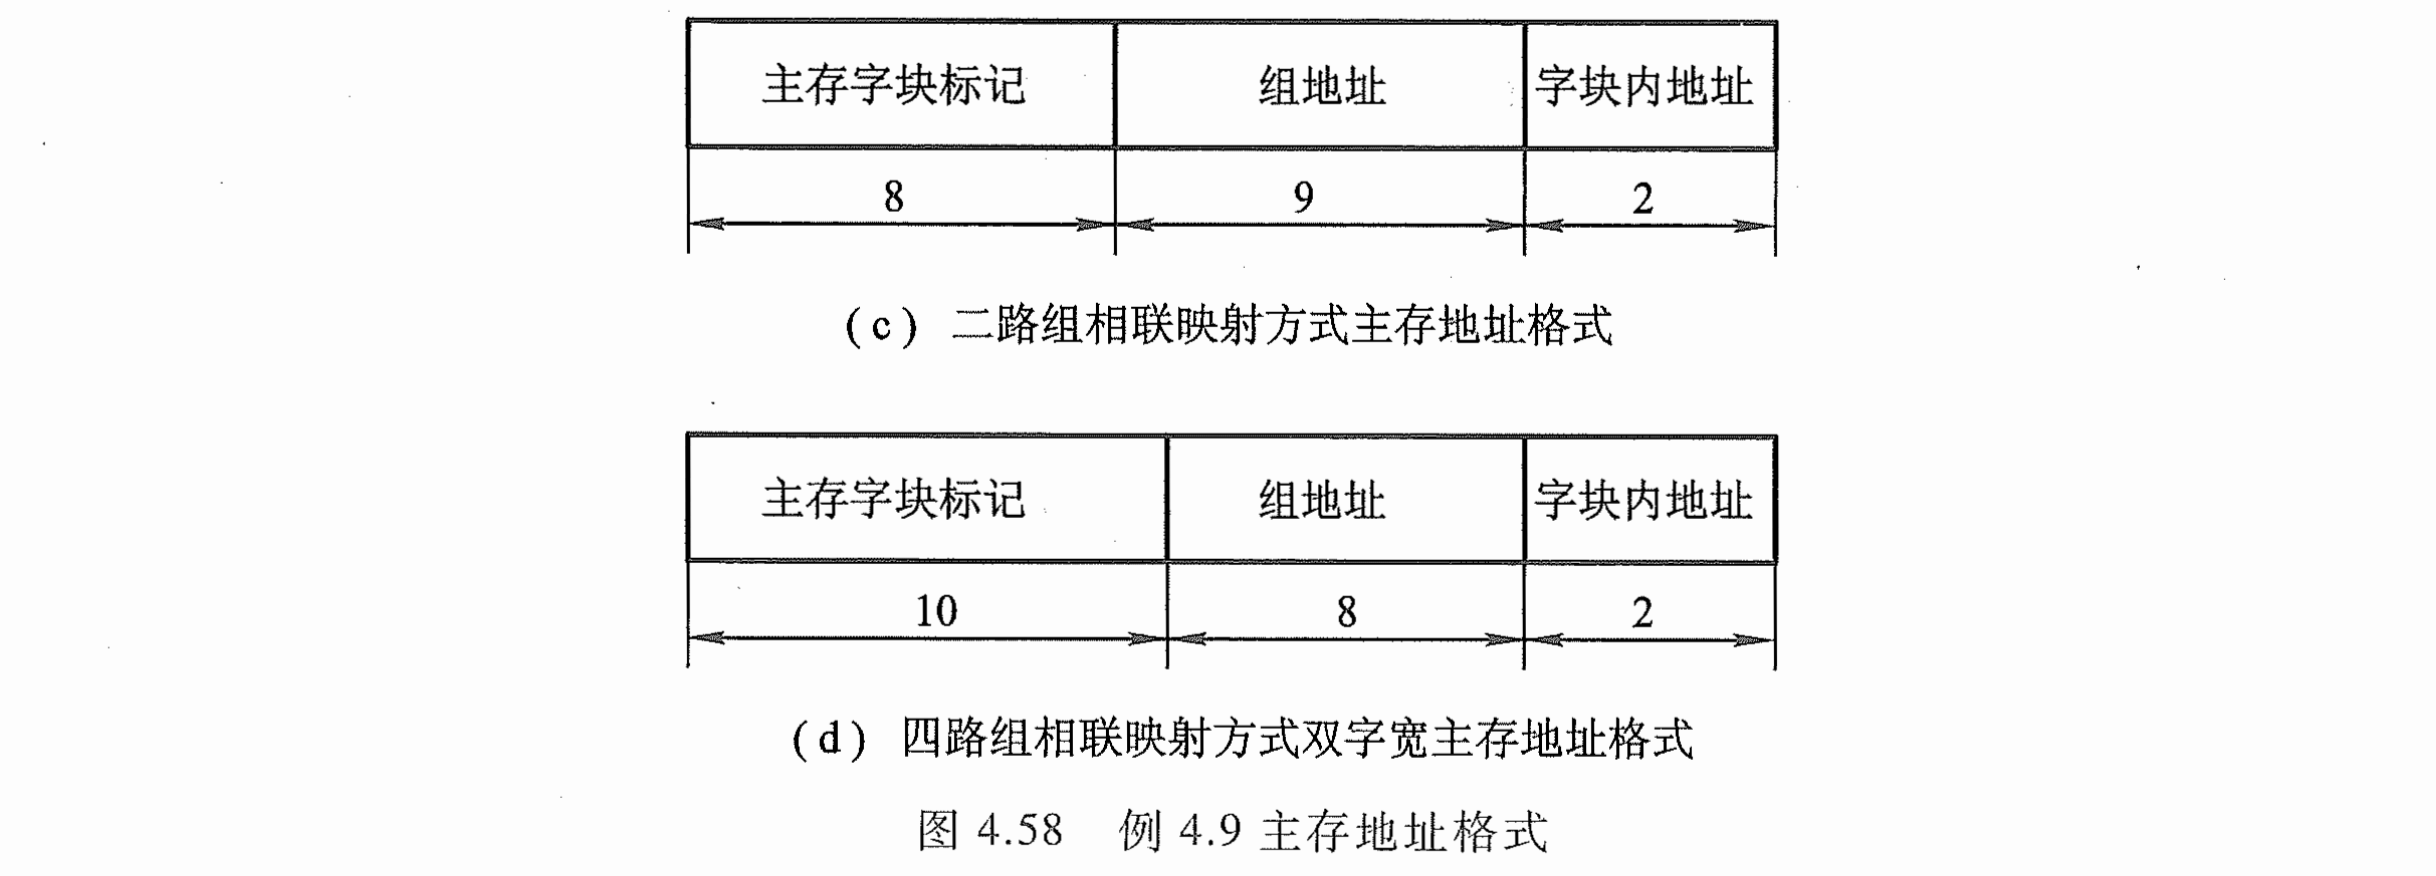 主存字块标记 组地址 字块内地址
8 9 2
(c) 二路组相联映射方式主存地址格式
主存字块标记 组地址 字块内地址
10 8 2
(d) 四路组相联映射方式双字宽主存地址格式
图 4.58 例 4.9 主存地址格式